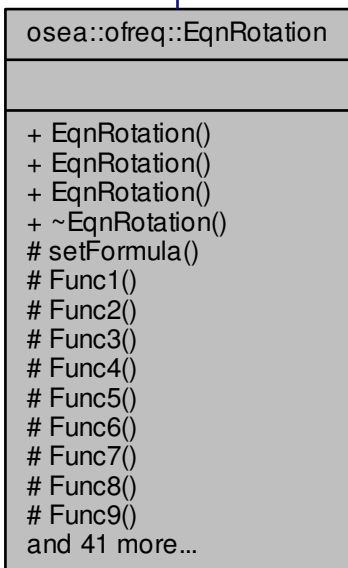 osea::ofreq::EqnRotation
+ EqnRotation()
+ EqnRotation()
+ EqnRotation()
+ ~EqnRotation()
# setFormula()
# Func1()
# Func2()
# Func3()
# Func4()
# Func5()
# Func6()
# Func7()
# Func8()
# Func9()
and 41 more...